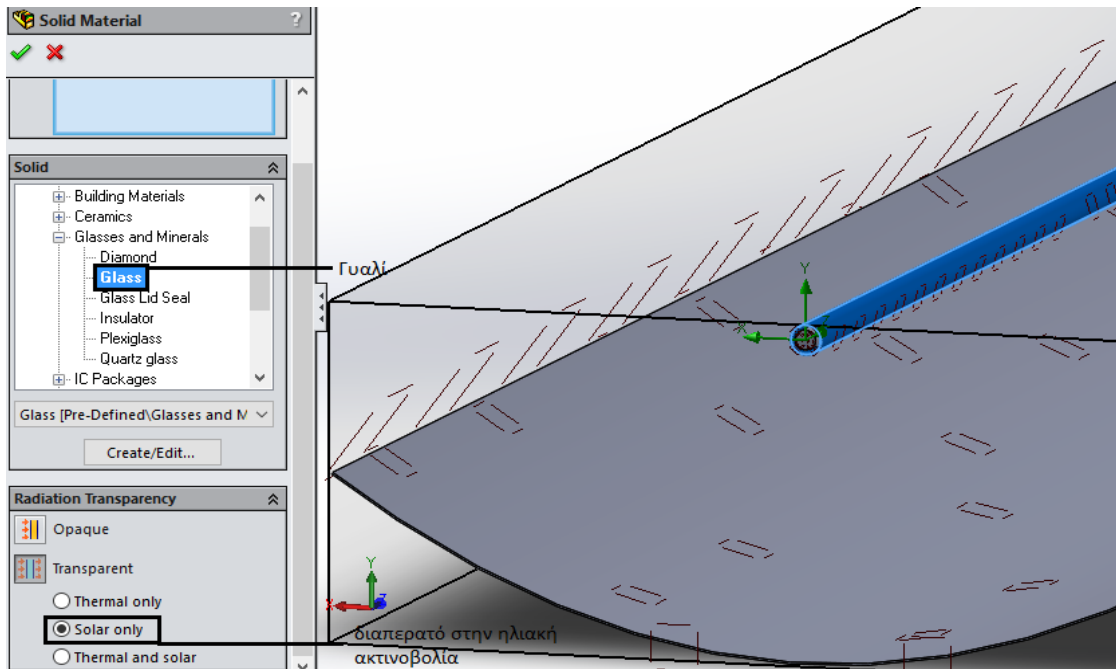 Solid Material ?
Solid
Building Materials
Ceramics
Glasses and Minerals
Diamond
Glass
Glass Lid Seal
Insulator
Plexiglass
Quartz glass
IC Packages
Glass [Pre-Defined\Glasses and M
Create/Edit...
Radiation Transparency
Opaque
Transparent
Thermal only
Solar only
Thermal and solar
Γυαλί
Y
X
Y
X
Z
διαπερατό στην ηλιακή
ακτινοβολία